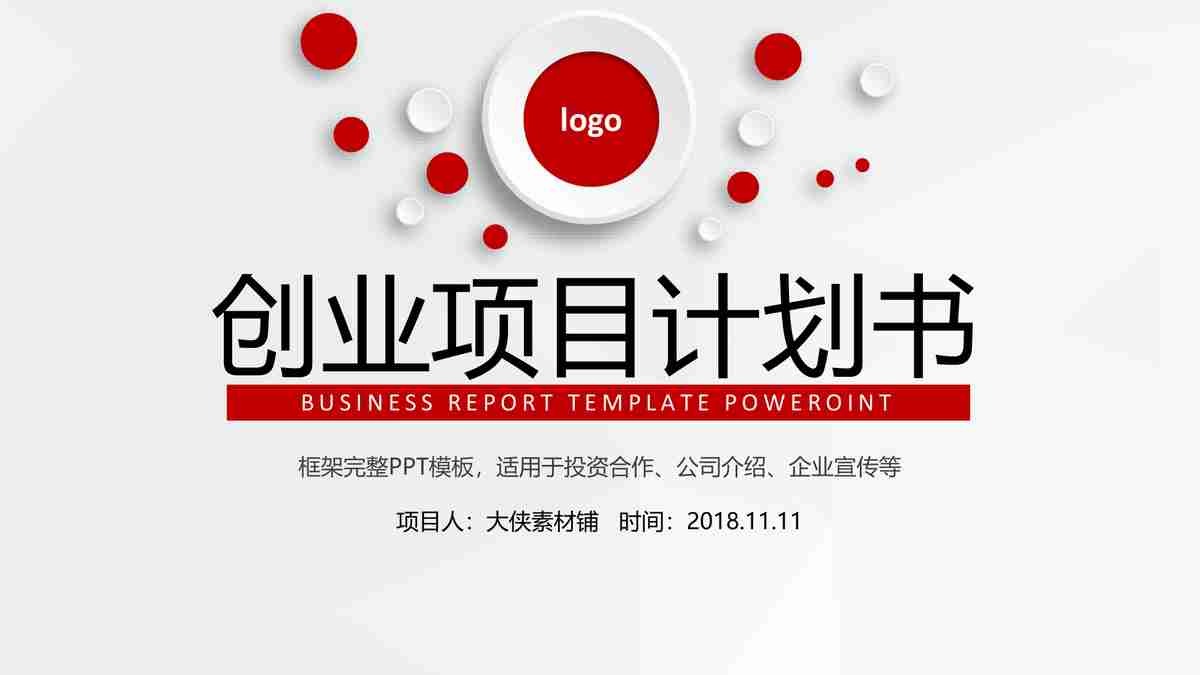 logo
创业项目计划书
BUSINESS REPORT TEMPLATE POWEROINT
框架完整PPT模板，适用于投资合作、公司介绍、企业宣传等
项目人：大侠素材铺 时间：2018.11.11